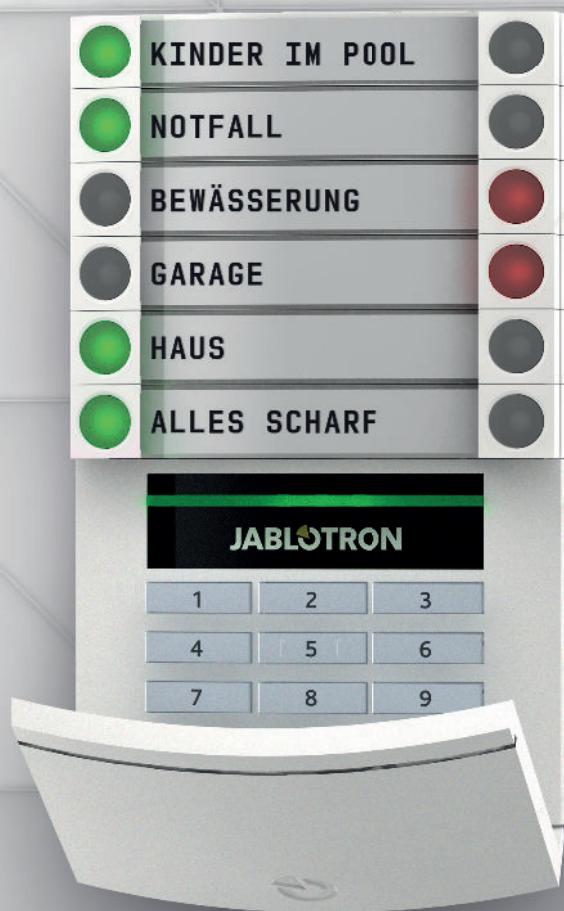 KINDER IM POOL
NOTFALL
BEWÄSSERUNG
GARAGE
HAUS
ALLES SCHARF
JABLOTRON
1 2 3
4 5 6
7 8 9